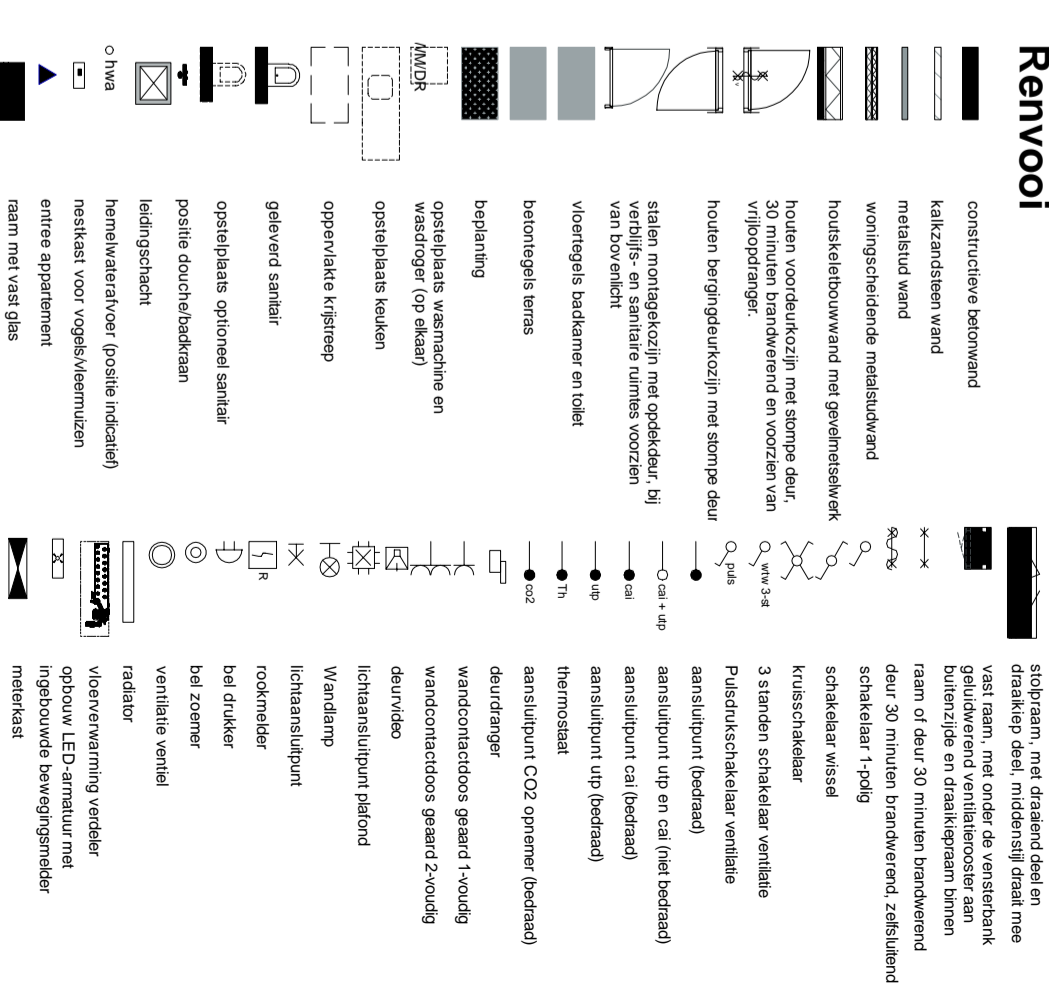 Renvooi
constructieve betonwand
kalkzandsteen wand
metalstud wand
woningscheidende metalstudwand
houtskeletbouwwand met gevelmetselwerk
houten voordeurkozijn met stompe deur,
30 minuten brandwerend en voorzien van
vrijloopdranger.
houten bergingdeurkozijn met stompe deur
stalen montagekozijn met opdekdeur, bij
verblijfs- en sanitaire ruimtes voorzien
van bovenlicht
vloertegels badkamer en toilet
betontegels terras
beplanting
WM/DR
opstelplaats wasmachine en
wasdroger (op elkaar)
opstelplaats keuken
oppervlakte krijstreep
geleverd sanitair
opstelplaats optioneel sanitair
positie douche/badkraan
leidingschacht
hwa
hemelwaterafvoer (positie indicatief)
nestkast voor vogels/vleermuizen
entree appartement
raam met vast glas
stolpraam, met draaiend deel en
draaikiep deel, middenstijl draait mee
vast raam, met onder de vensterbank
geluidwerend ventilatierooster aan
buitenzijde en draaikiepraam binnen
raam of deur 30 minuten brandwerend
deur 30 minuten brandwerend, zelfsluitend
schakelaar 1-polig
schakelaar wissel
kruisschakelaar
wtw 3-st
3 standen schakelaar ventilatie
puls
Pulsdrukschakelaar ventilatie
aansluitpunt (bedraad)
cai + utp
aansluitpunt utp en cai (niet bedraad)
cai
aansluitpunt cai (bedraad)
utp
aansluitpunt utp (bedraad)
Th
thermostaat
co2
aansluitpunt CO2 opnemer (bedraad)
deurdranger
wandcontactdoos geaard 1-voudig
wandcontactdoos geaard 2-voudig
deurvideo
lichtaansluitpunt plafond
Wandlamp
lichtaansluitpunt
R
rookmelder
bel drukker
bel zoemer
ventilatie ventiel
radiator
vloerverwarming verdeler
opbouw LED-armatuur met
ingebouwde bewegingsmelder
meterkast